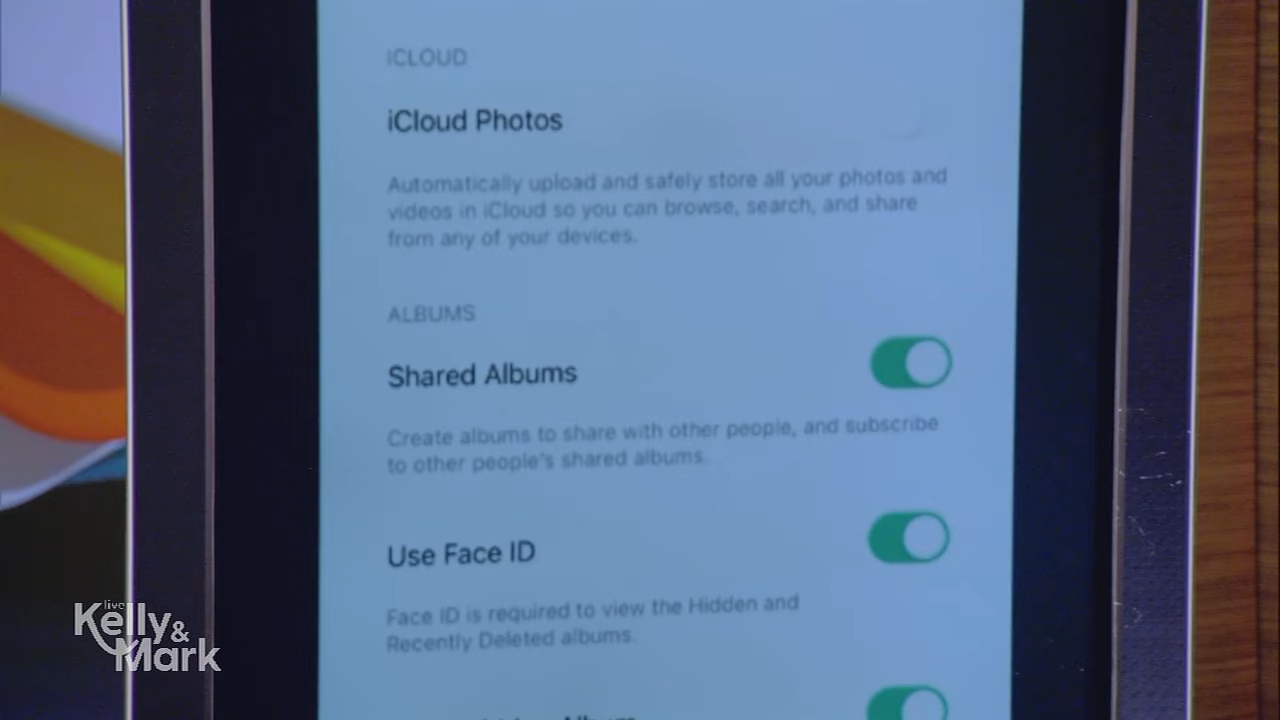 ICLOUD
iCloud Photos
Automatically upload and safely store all your photos and
videos in iCloud so you can browse, search, and share
from any of your devices.
ALBUMS
Shared Albums
Create albums to share with other people, and subscribe
to other people's shared albums.
Use Face ID
Face ID is required to view the Hidden and
Recently Deleted albums.
live
Kelly&
Mark